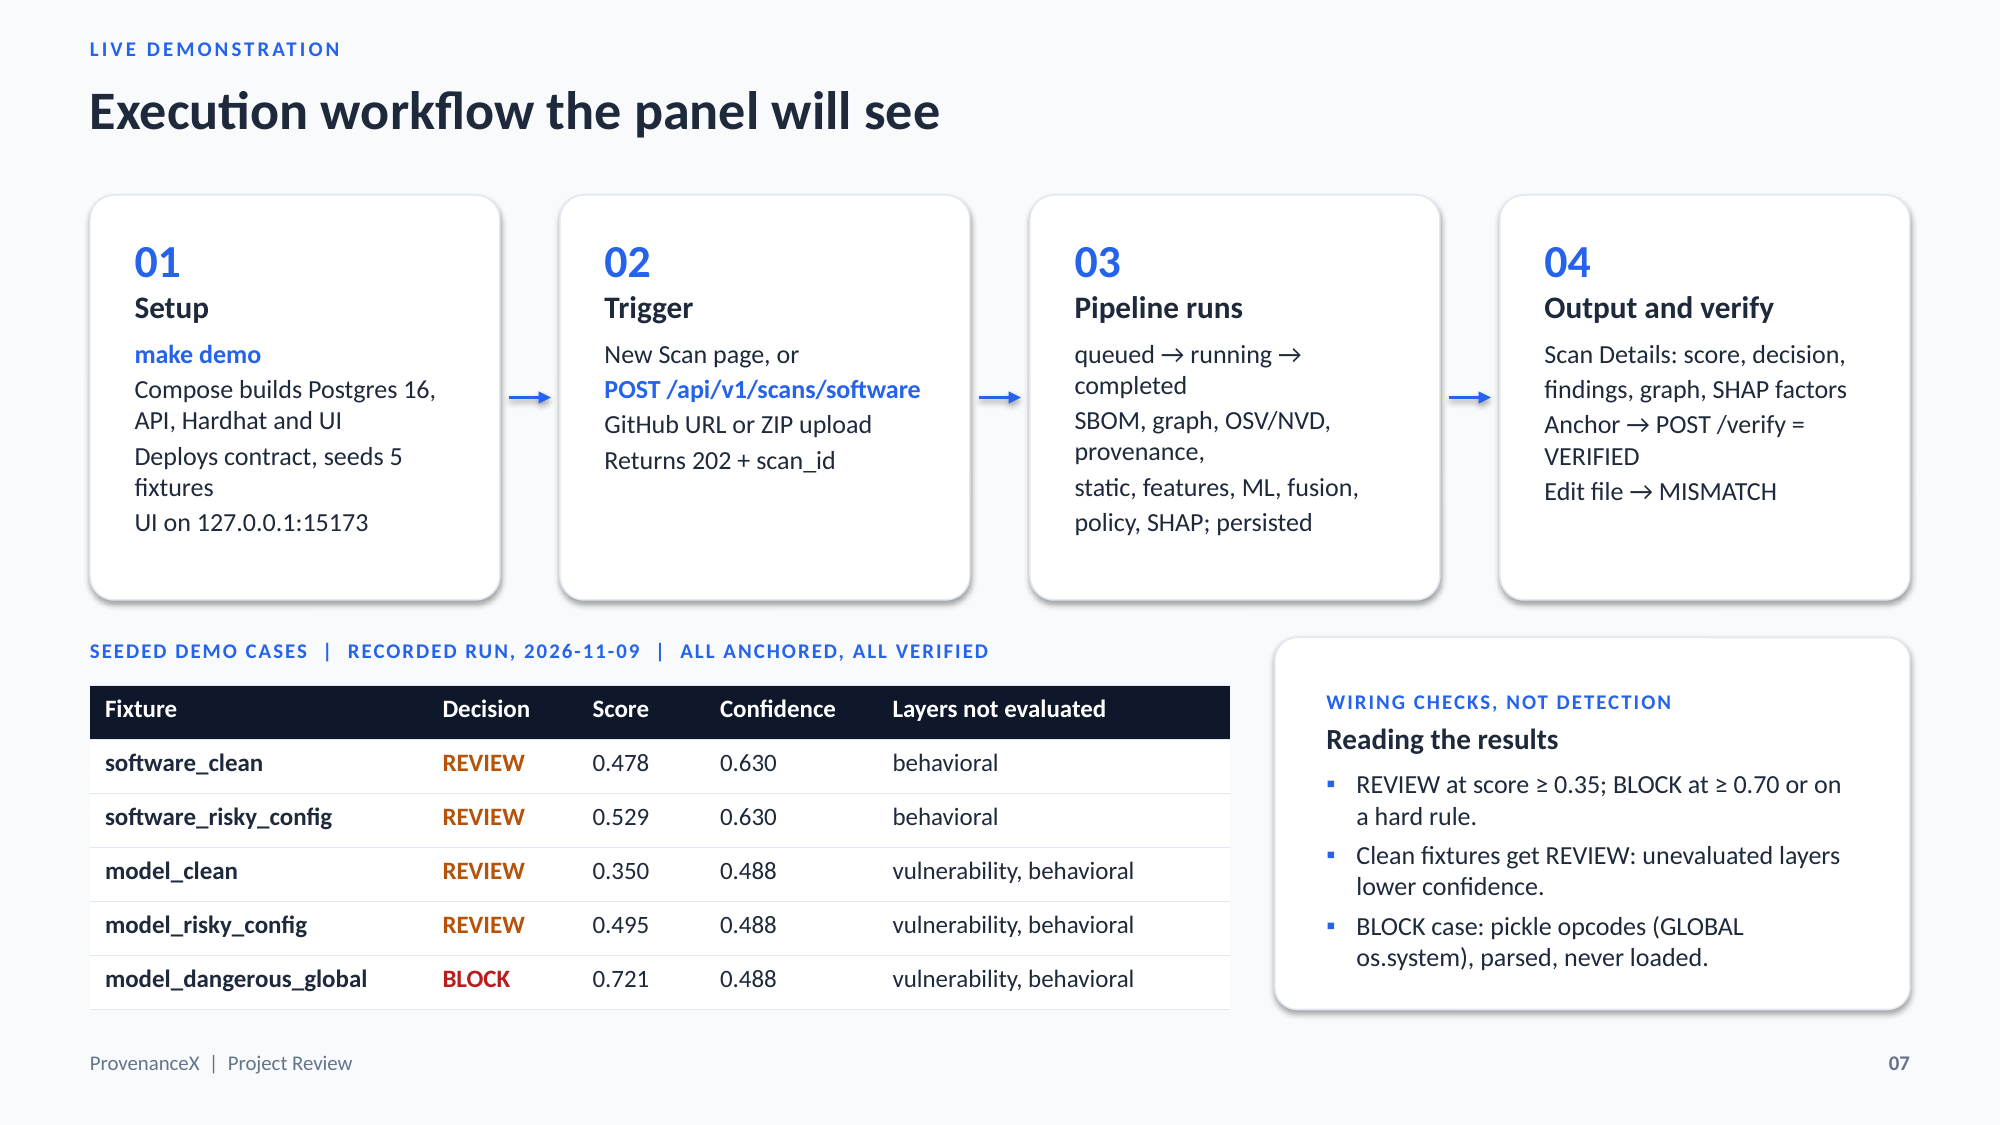 LIVE DEMONSTRATION
Execution workflow the panel will see
01
Setup
make demo
Compose builds Postgres 16,
API, Hardhat and UI
Deploys contract, seeds 5
fixtures
UI on 127.0.0.1:15173
02
Trigger
New Scan page, or
POST /api/v1/scans/software
GitHub URL or ZIP upload
Returns 202 + scan_id
03
Pipeline runs
queued → running →
completed
SBOM, graph, OSV/NVD,
provenance,
static, features, ML, fusion,
policy, SHAP; persisted
04
Output and verify
Scan Details: score, decision,
findings, graph, SHAP factors
Anchor → POST /verify =
VERIFIED
Edit file → MISMATCH
SEEDED DEMO CASES | RECORDED RUN, 2026-11-09 | ALL ANCHORED, ALL VERIFIED
Fixture Decision Score Confidence Layers not evaluated
software_clean REVIEW 0.478 0.630 behavioral
software_risky_config REVIEW 0.529 0.630 behavioral
model_clean REVIEW 0.350 0.488 vulnerability, behavioral
model_risky_config REVIEW 0.495 0.488 vulnerability, behavioral
model_dangerous_global BLOCK 0.721 0.488 vulnerability, behavioral
WIRING CHECKS, NOT DETECTION
Reading the results
▪ REVIEW at score ≥ 0.35; BLOCK at ≥ 0.70 or on
a hard rule.
▪ Clean fixtures get REVIEW: unevaluated layers
lower confidence.
▪ BLOCK case: pickle opcodes (GLOBAL
os.system), parsed, never loaded.
ProvenanceX | Project Review
07